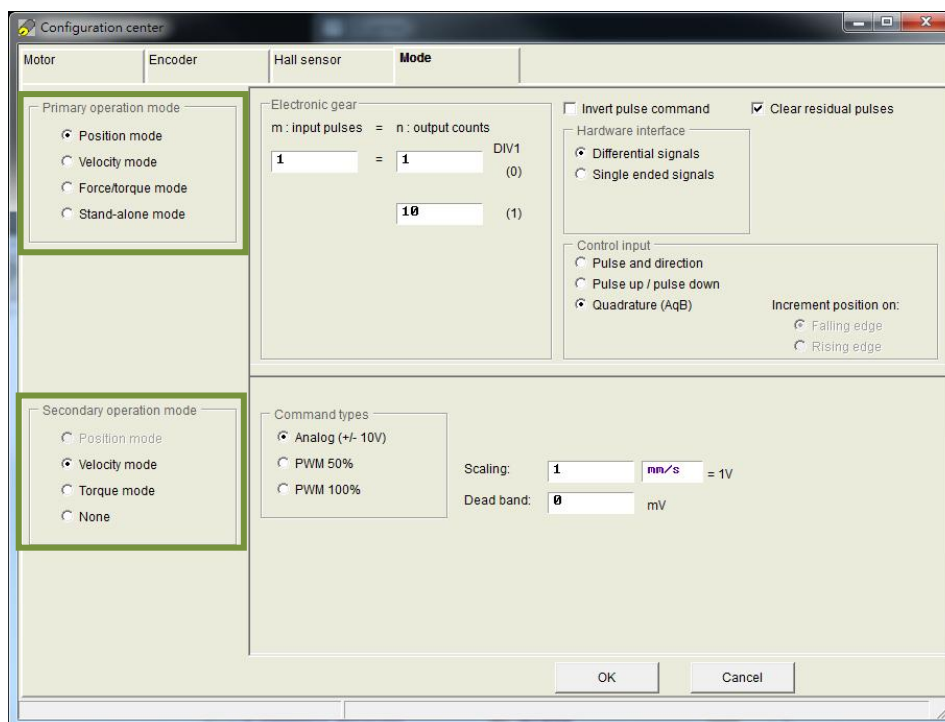 Configuration center
Motor Encoder Hall sensor Mode
Primary operation mode
Position mode
Velocity mode
Force/torque mode
Stand-alone mode
Electronic gear
m : input pulses = n : output counts
DIV1
1 = 1
(0)
10 (1)
Invert pulse command
Clear residual pulses
Hardware interface
Differential signals
Single ended signals
Control input
Pulse and direction
Pulse up / pulse down
Quadrature (AqB)
Increment position on:
Falling edge
Rising edge
Secondary operation mode
Position mode
Velocity mode
Torque mode
None
Command types
Analog (+/- 10V)
PWM 50%
PWM 100%
Scaling: 1 mm/s = 1V
Dead band: 0 mV
OK Cancel